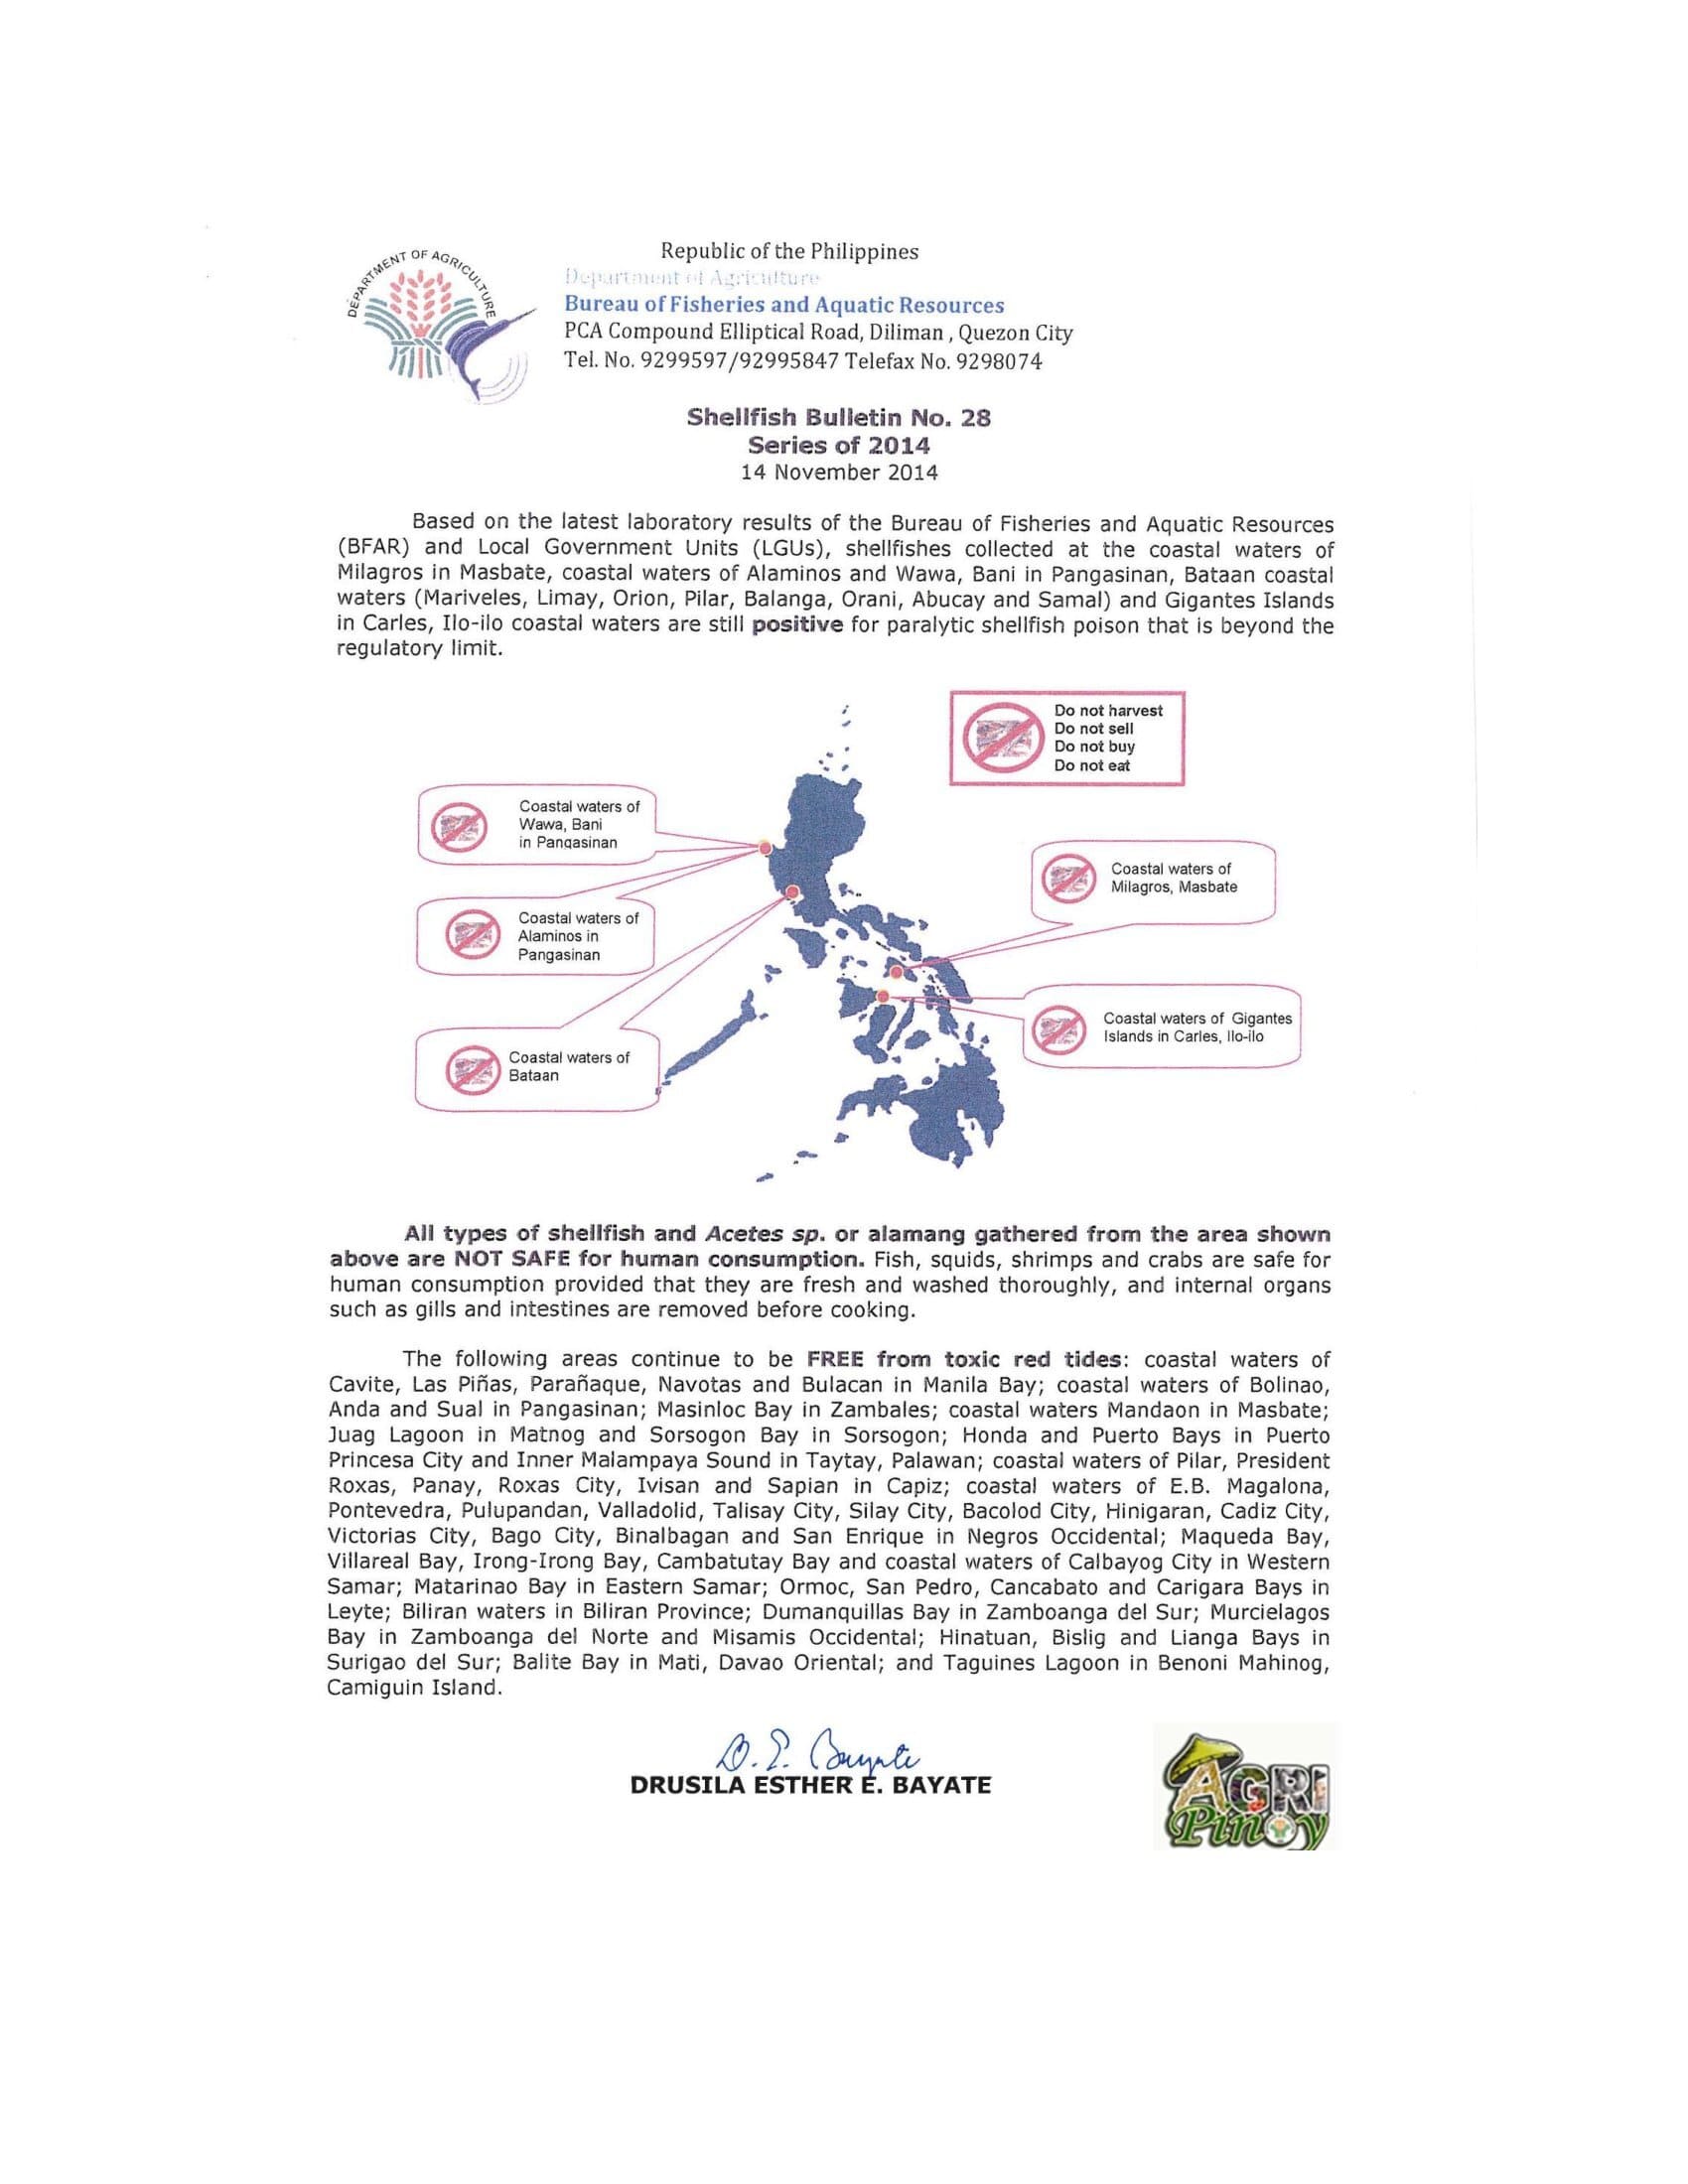 DEPARTMENT OF AGRICULTURE
Republic of the Philippines
Department of Agriculture
Bureau of Fisheries and Aquatic Resources
PCA Compound Elliptical Road, Diliman , Quezon City
Tel. No. 9299597/92995847 Telefax No. 9298074
Shellfish Bulletin No. 28
Series of 2014
14 November 2014
Based on the latest laboratory results of the Bureau of Fisheries and Aquatic Resources
(BFAR) and Local Government Units (LGUs), shellfishes collected at the coastal waters of
Milagros in Masbate, coastal waters of Alaminos and Wawa, Bani in Pangasinan, Bataan coastal
waters (Mariveles, Limay, Orion, Pilar, Balanga, Orani, Abucay and Samal) and Gigantes Islands
in Carles, Ilo-ilo coastal waters are still positive for paralytic shellfish poison that is beyond the
regulatory limit.
Do not harvest
Do not sell
Do not buy
Do not eat
Coastal waters of
Wawa, Bani
in Pangasinan
Coastal waters of
Milagros, Masbate
Coastal waters of
Alaminos in
Pangasinan
Coastal waters of Gigantes
Islands in Carles, Ilo-ilo
Coastal waters of
Bataan
All types of shellfish and Acetes sp. or alamang gathered from the area shown
above are NOT SAFE for human consumption. Fish, squids, shrimps and crabs are safe for
human consumption provided that they are fresh and washed thoroughly, and internal organs
such as gills and intestines are removed before cooking.
The following areas continue to be FREE from toxic red tides: coastal waters of
Cavite, Las Piñas, Parañaque, Navotas and Bulacan in Manila Bay; coastal waters of Bolinao,
Anda and Sual in Pangasinan; Masinloc Bay in Zambales; coastal waters Mandaon in Masbate;
Juag Lagoon in Matnog and Sorsogon Bay in Sorsogon; Honda and Puerto Bays in Puerto
Princesa City and Inner Malampaya Sound in Taytay, Palawan; coastal waters of Pilar, President
Roxas, Panay, Roxas City, Ivisan and Sapian in Capiz; coastal waters of E.B. Magalona,
Pontevedra, Pulupandan, Valladolid, Talisay City, Silay City, Bacolod City, Hinigaran, Cadiz City,
Victorias City, Bago City, Binalbagan and San Enrique in Negros Occidental; Maqueda Bay,
Villareal Bay, Irong-Irong Bay, Cambatutay Bay and coastal waters of Calbayog City in Western
Samar; Matarinao Bay in Eastern Samar; Ormoc, San Pedro, Cancabato and Carigara Bays in
Leyte; Biliran waters in Biliran Province; Dumanquillas Bay in Zamboanga del Sur; Murcielagos
Bay in Zamboanga del Norte and Misamis Occidental; Hinatuan, Bislig and Lianga Bays in
Surigao del Sur; Balite Bay in Mati, Davao Oriental; and Taguines Lagoon in Benoni Mahinog,
Camiguin Island.
D. E. Bayate
DRUSILA ESTHER E. BAYATE
AGRI
Pinoy